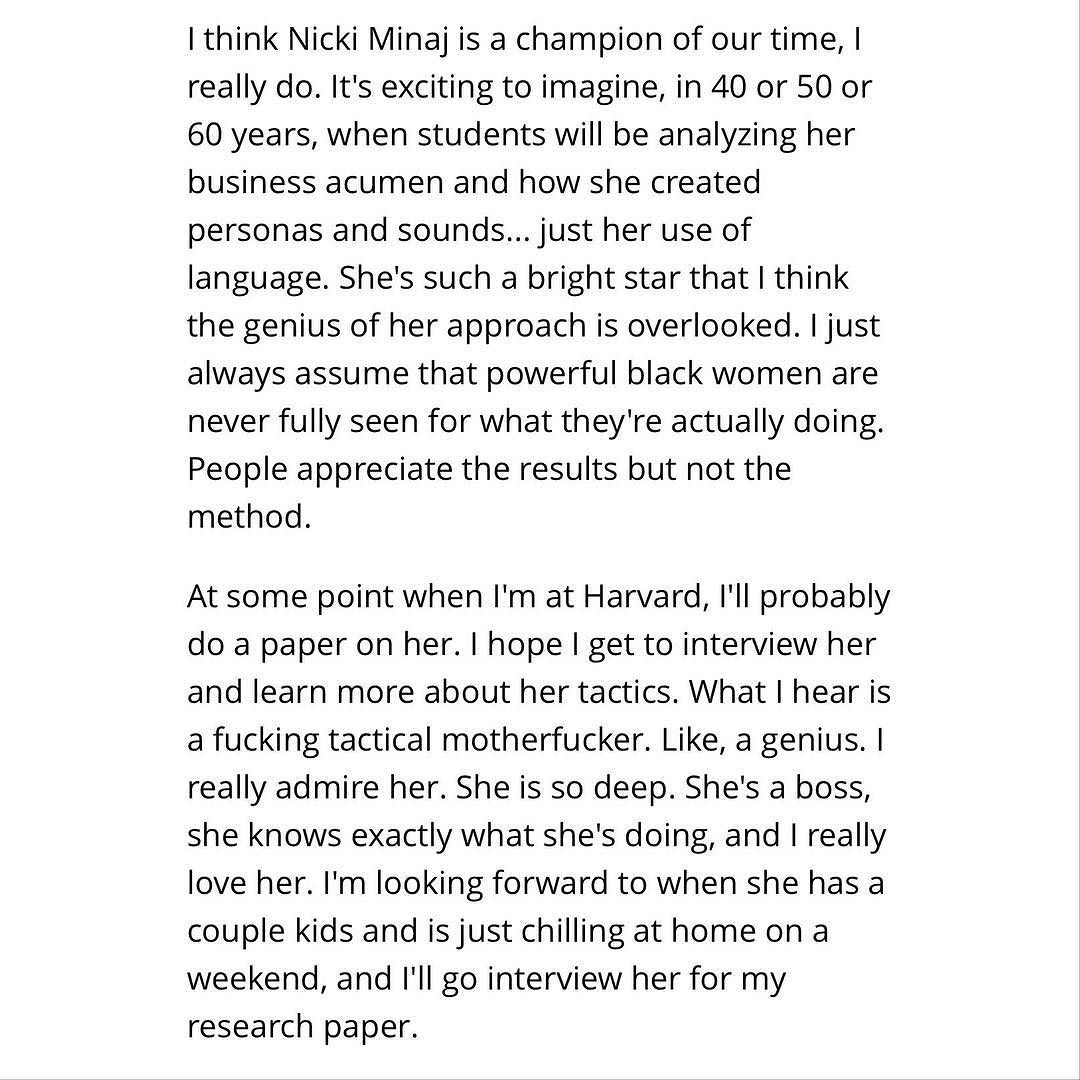 I think Nicki Minaj is a champion of our time, I
really do. It's exciting to imagine, in 40 or 50 or
60 years, when students will be analyzing her
business acumen and how she created
personas and sounds... just her use of
language. She's such a bright star that I think
the genius of her approach is overlooked. I just
always assume that powerful black women are
never fully seen for what they're actually doing.
People appreciate the results but not the
method.
At some point when I'm at Harvard, I'll probably
do a paper on her. I hope I get to interview her
and learn more about her tactics. What I hear is
a fucking tactical motherfucker. Like, a genius. I
really admire her. She is so deep. She's a boss,
she knows exactly what she's doing, and I really
love her. I'm looking forward to when she has a
couple kids and is just chilling at home on a
weekend, and I'll go interview her for my
research paper.